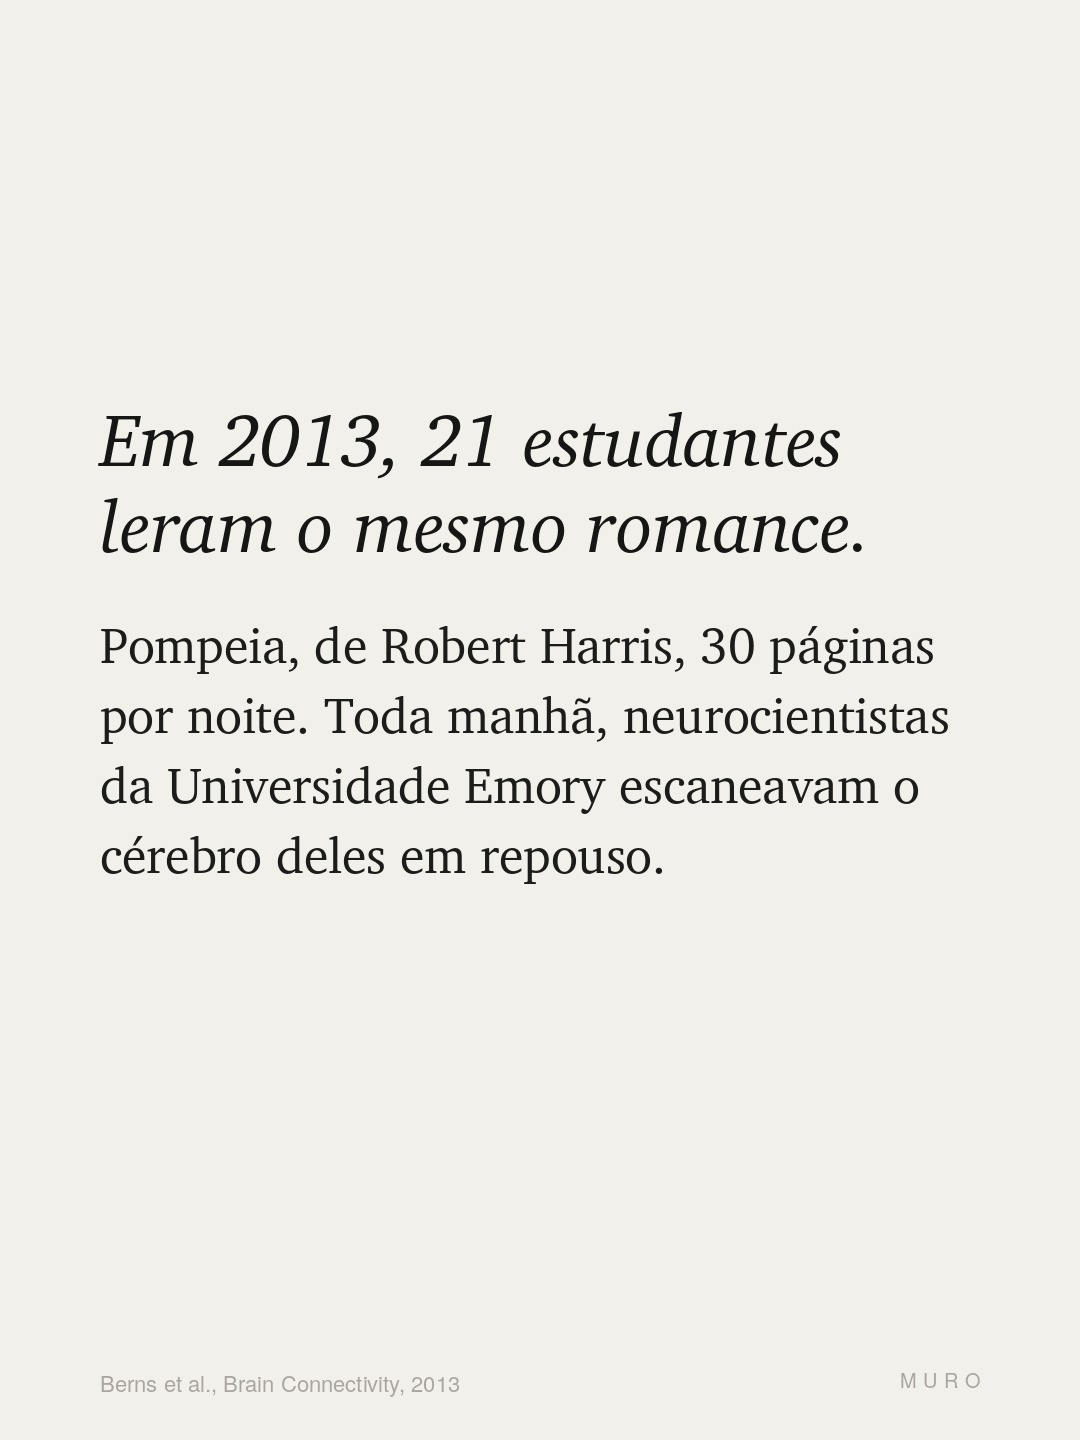 Em 2013, 21 estudantes
leram o mesmo romance.
Pompeia, de Robert Harris, 30 páginas
por noite. Toda manhã, neurocientistas
da Universidade Emory escaneavam o
cérebro deles em repouso.
Berns et al., Brain Connectivity, 2013
MURO